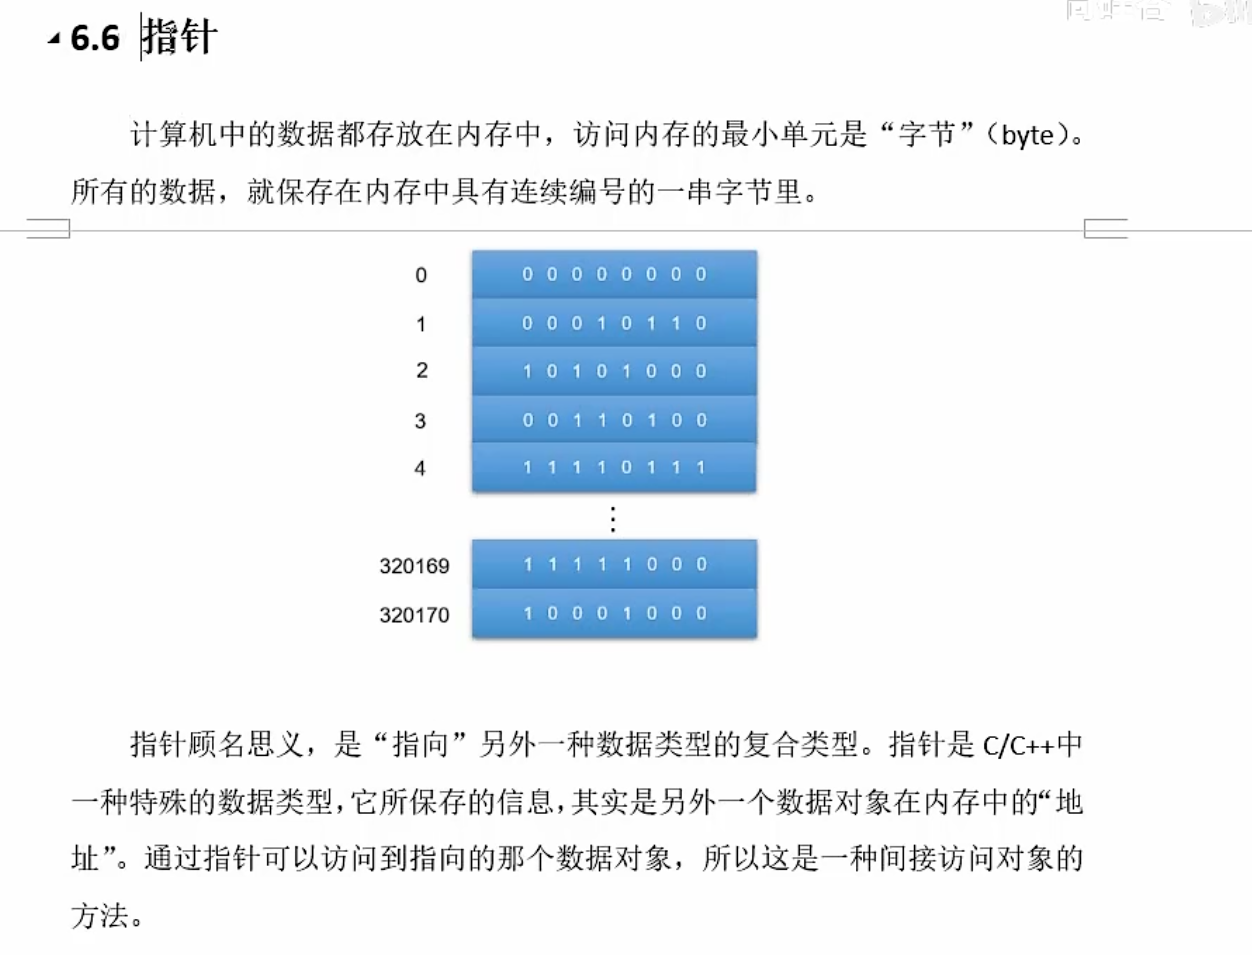 6.6 指针
计算机中的数据都存放在内存中，访问内存的最小单元是“字节”（byte）。
所有的数据，就保存在内存中具有连续编号的一串字节里。
0 0 0 0 0 0 0 0 0
1 0 0 0 1 0 1 1 0
2 1 0 1 0 1 0 0 0
3 0 0 1 1 0 1 0 0
4 1 1 1 1 0 1 1 1
⋮
320169 1 1 1 1 1 0 0 0
320170 1 0 0 0 1 0 0 0
指针顾名思义，是“指向”另外一种数据类型的复合类型。指针是 C/C++中
一种特殊的数据类型，它所保存的信息，其实是另外一个数据对象在内存中的“地
址”。通过指针可以访问到指向的那个数据对象，所以这是一种间接访问对象的
方法。